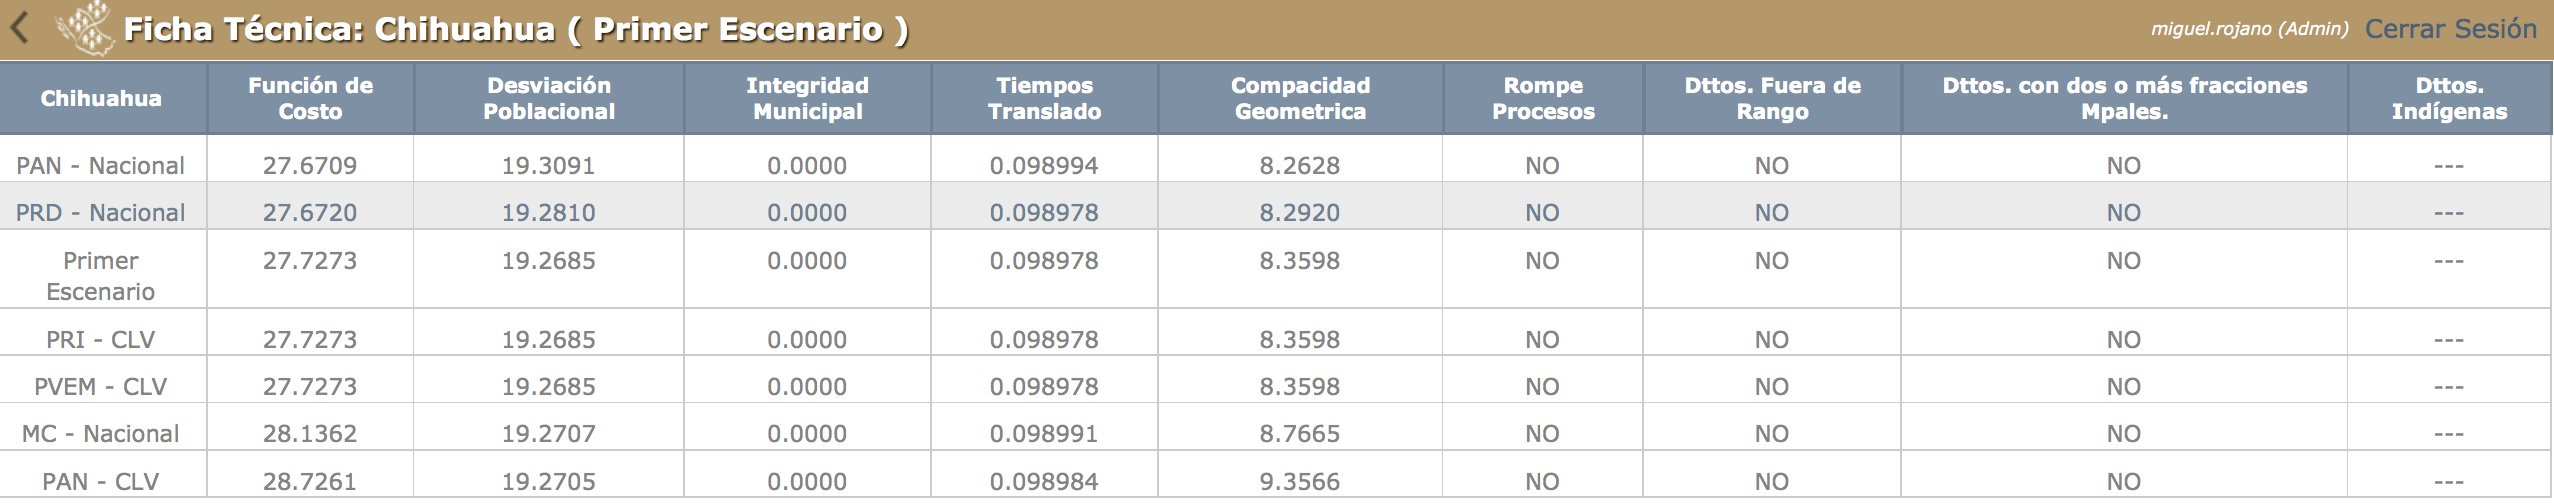 Ficha Técnica: Chihuahua ( Primer Escenario ) miguel.rojano (Admin) Cerrar Sesión
Chihuahua Función de Costo Desviación Poblacional Integridad Municipal Tiempos Translado Compacidad Geometrica Rompe Procesos Dttos. Fuera de Rango Dttos. con dos o más fracciones Mpales. Dttos. Indígenas
PAN - Nacional 27.6709 19.3091 0.0000 0.098994 8.2628 NO NO NO ---
PRD - Nacional 27.6720 19.2810 0.0000 0.098978 8.2920 NO NO NO ---
Primer Escenario 27.7273 19.2685 0.0000 0.098978 8.3598 NO NO NO ---
PRI - CLV 27.7273 19.2685 0.0000 0.098978 8.3598 NO NO NO ---
PVEM - CLV 27.7273 19.2685 0.0000 0.098978 8.3598 NO NO NO ---
MC - Nacional 28.1362 19.2707 0.0000 0.098991 8.7665 NO NO NO ---
PAN - CLV 28.7261 19.2705 0.0000 0.098984 9.3566 NO NO NO ---